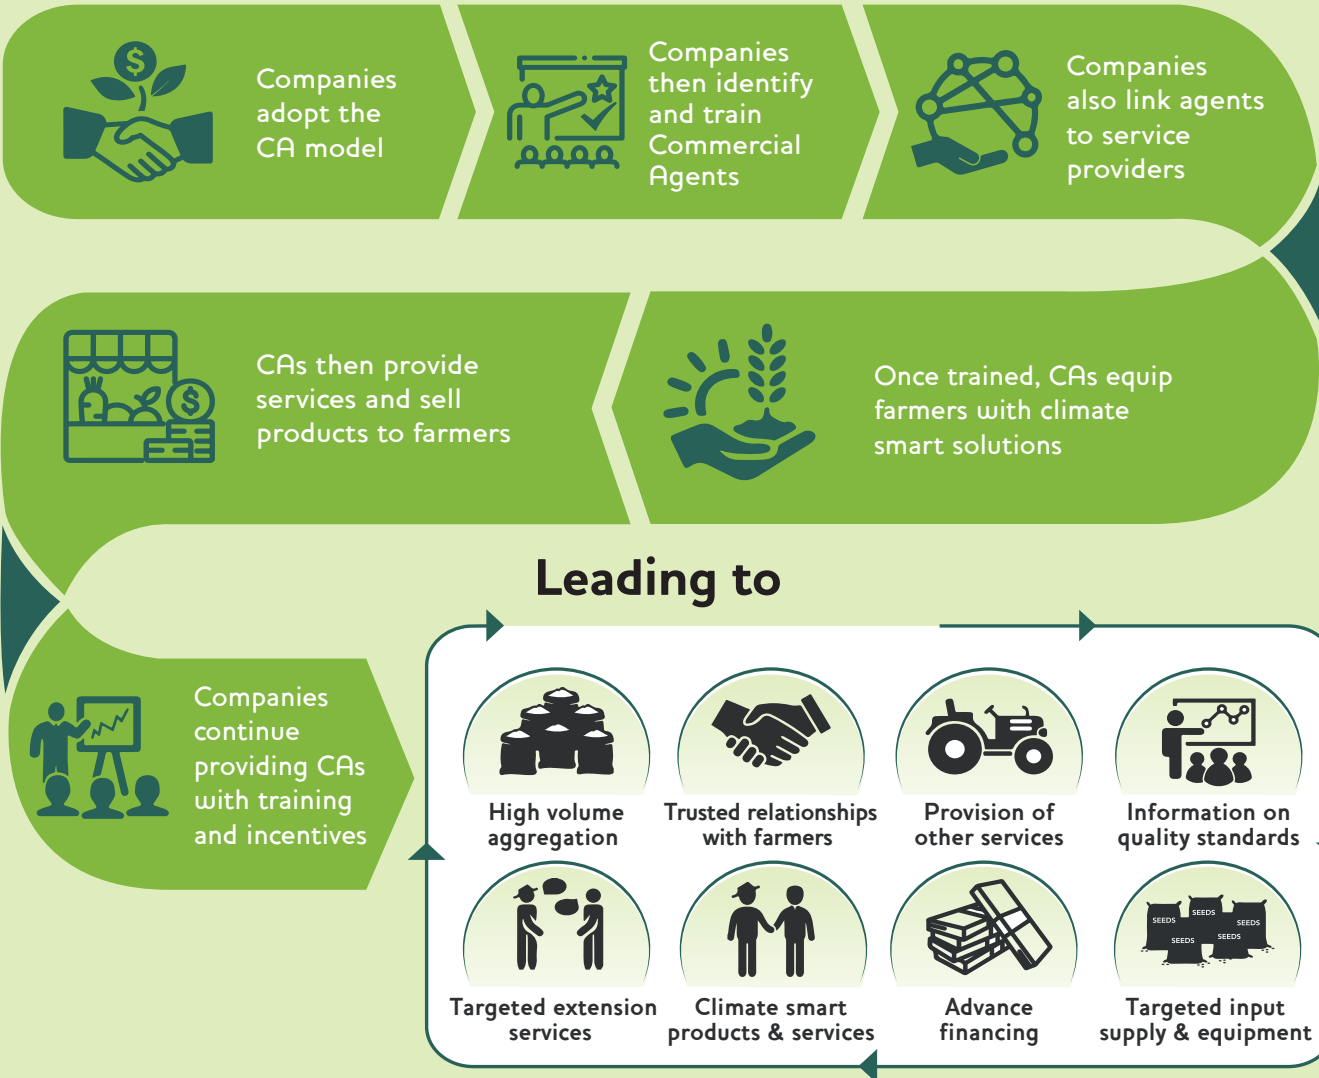 Companies
adopt the
CA model
Companies
then identify
and train
Commercial
Agents
Companies
also link agents
to service
providers
Once trained, CAs equip
farmers with climate
smart solutions
CAs then provide
services and sell
products to farmers
Companies
continue
providing CAs
with training
and incentives
Leading to
High volume
aggregation
Trusted relationships
with farmers
Provision of
other services
Information on
quality standards
Targeted extension
services
Climate smart
products & services
Advance
financing
SEEDS
SEEDS
SEEDS
SEEDS
SEEDS
Targeted input
supply & equipment